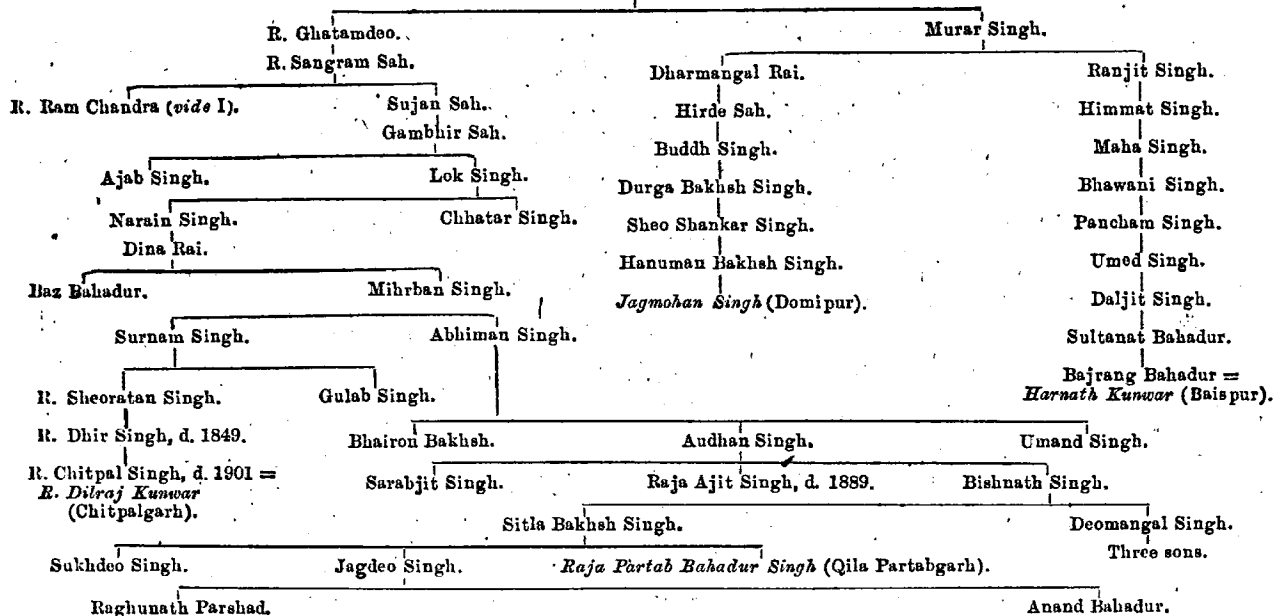 R. Ghatamdeo.
Murar Singh.
R. Sangram Sah.
Dharmangal Rai.
Ranjit Singh.
R. Ram Chandra (vide I).
Sujan Sah.
Hirde Sah.
Himmat Singh.
Gambhir Sah.
Buddh Singh.
Maha Singh.
Ajab Singh.
Lok Singh.
Durga Bakhsh Singh.
Bhawani Singh.
Narain Singh.
Chhatar Singh.
Sheo Shankar Singh.
Pancham Singh.
Dina Rai.
Hanuman Bakhsh Singh.
Umed Singh.
Baz Bahadur.
Mihrban Singh.
Jagmohan Singh (Domipur).
Daljit Singh.
Surnam Singh.
Abhiman Singh.
Sultanat Bahadur.
R. Sheoratan Singh.
Gulab Singh.
Bajrang Bahadur =
Harnath Kunwar (Baispur).
R. Dhir Singh, d. 1849.
Bhairon Bakhsh.
Audhan Singh.
Umand Singh.
R. Chitpal Singh, d. 1901 =
R. Dilraj Kunwar
(Chitpalgarh).
Sarabjit Singh.
Raja Ajit Singh, d. 1889.
Bishnath Singh.
Sitla Bakhsh Singh.
Deomangal Singh.
Three sons.
Sukhdeo Singh.
Jagdeo Singh.
Raja Partab Bahadur Singh (Qila Partabgarh).
Raghunath Parshad.
Anand Bahadur.